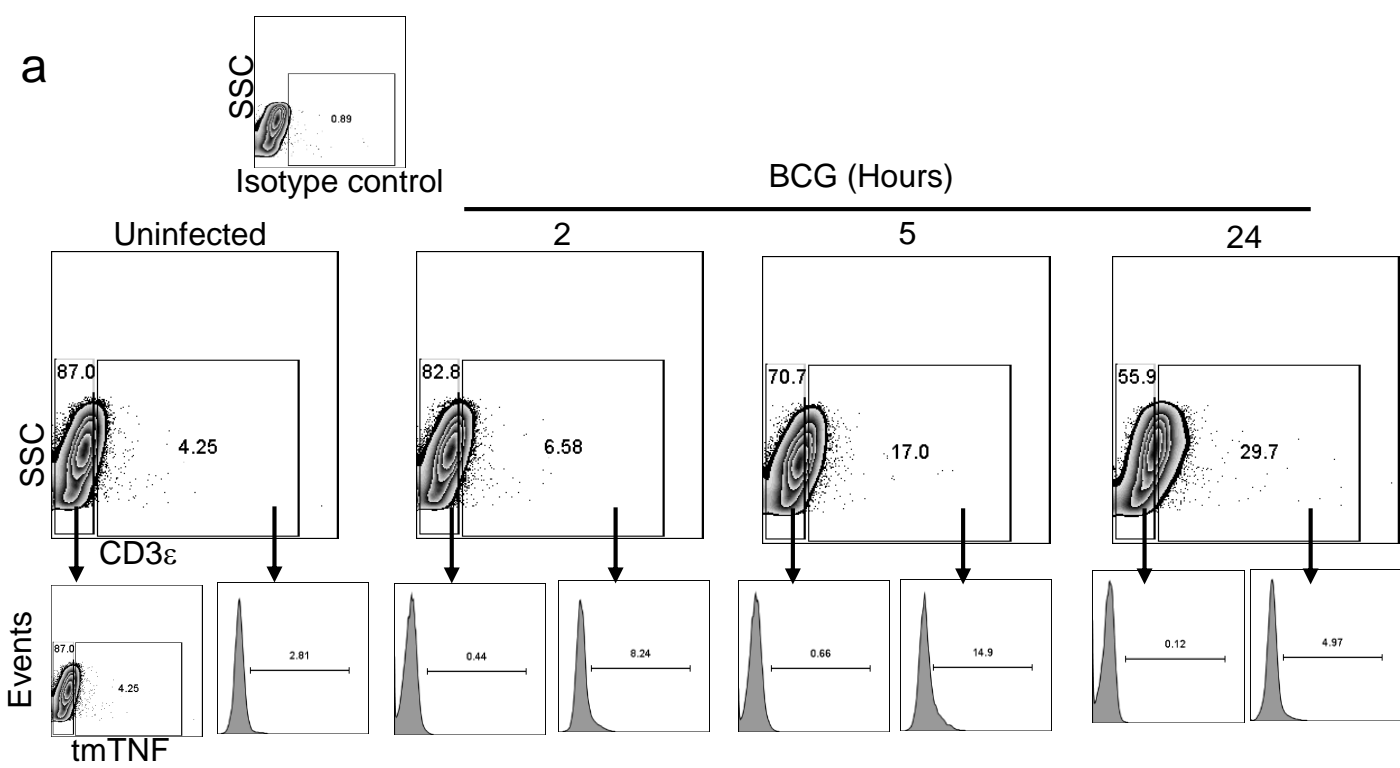 a
SSC
0.89
Isotype control
BCG (Hours)
Uninfected
2
5
24
SSC
87.0
4.25
82.8
6.58
70.7
17.0
55.9
29.7
CD3ε
Events
87.0
4.25
2.81
0.44
8.24
0.66
14.9
0.12
4.97
tmTNF